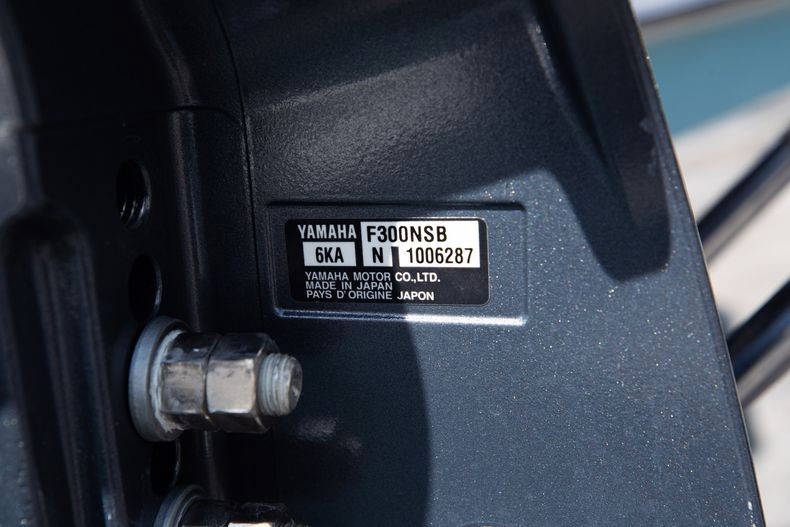 YAMAHA F300NSB
6KA N 1006287
YAMAHA MOTOR CO.,LTD.
MADE IN JAPAN
PAYS D'ORIGINE JAPON